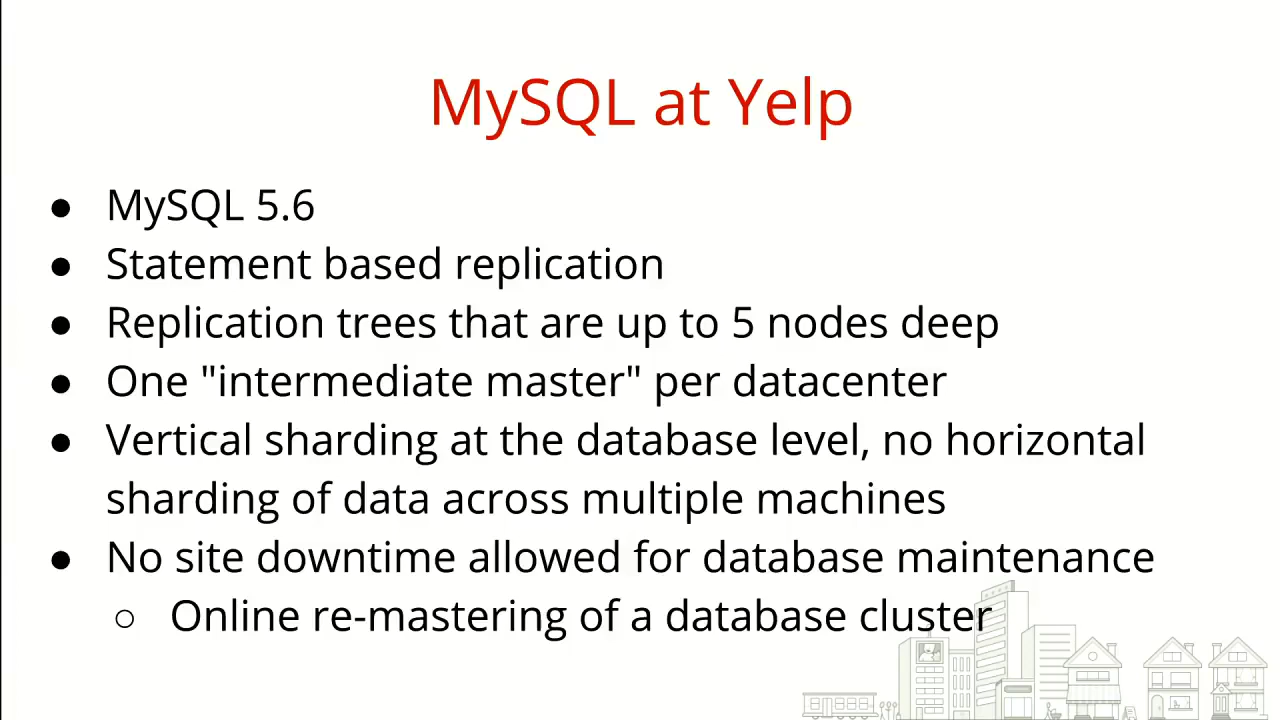 MySQL at Yelp
● MySQL 5.6
● Statement based replication
● Replication trees that are up to 5 nodes deep
● One "intermediate master" per datacenter
● Vertical sharding at the database level, no horizontal
sharding of data across multiple machines
● No site downtime allowed for database maintenance
○ Online re-mastering of a database cluster